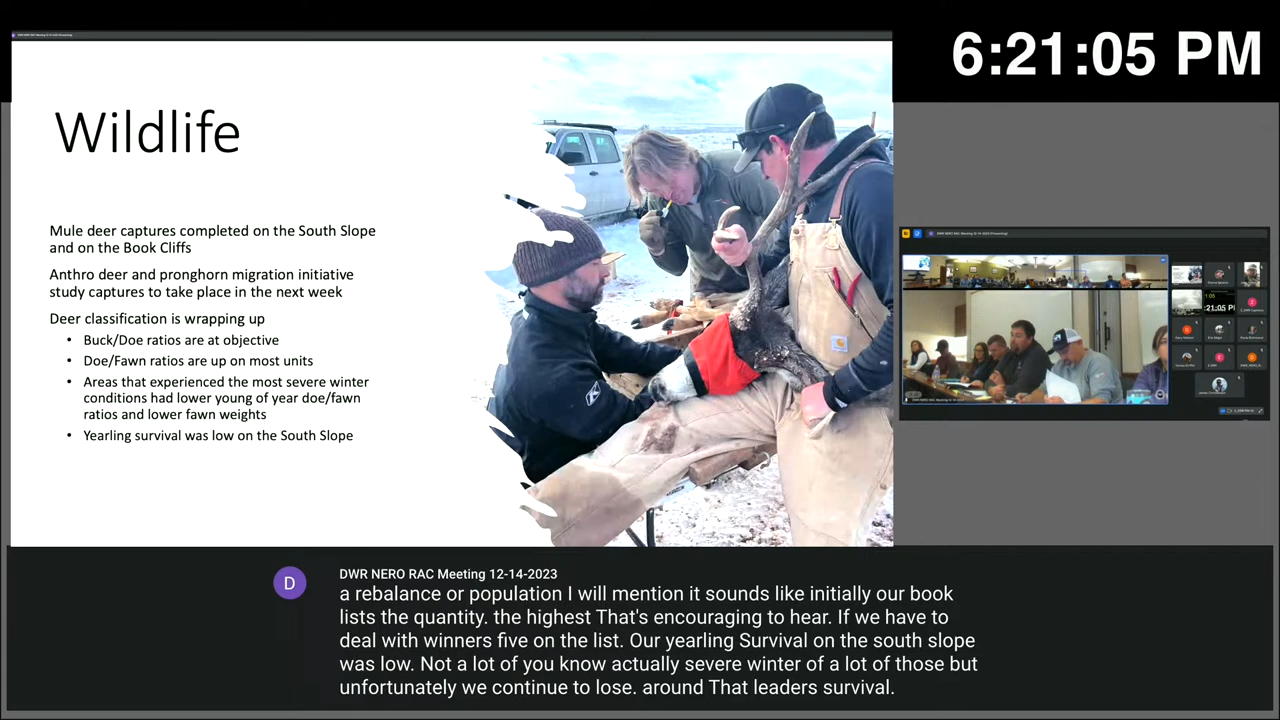 6:21:05 PM
Wildlife
Mule deer captures completed on the South Slope
and on the Book Cliffs
Anthro deer and pronghorn migration initiative
study captures to take place in the next week
Deer classification is wrapping up
• Buck/Doe ratios are at objective
• Doe/Fawn ratios are up on most units
• Areas that experienced the most severe winter
conditions had lower young of year doe/fawn
ratios and lower fawn weights
• Yearling survival was low on the South Slope
D
DWR NERO RAC Meeting 12-14-2023
a rebalance or population I will mention it sounds like initially our book
lists the quantity. the highest That's encouraging to hear. If we have to
deal with winners five on the list. Our yearling Survival on the south slope
was low. Not a lot of you know actually severe winter of a lot of those but
unfortunately we continue to lose. around That leaders survival.